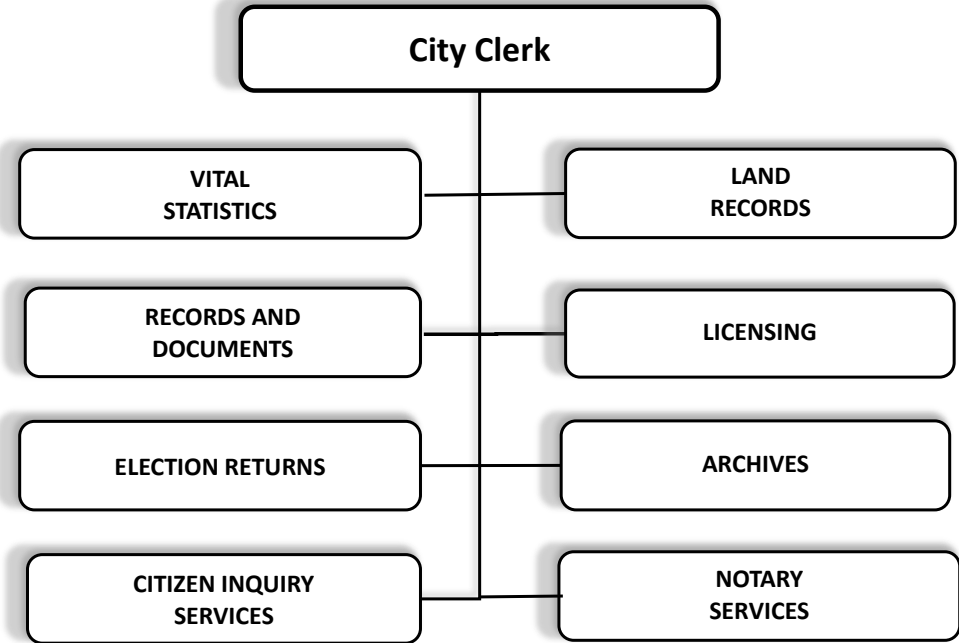 City Clerk
VITAL
STATISTICS
LAND
RECORDS
RECORDS AND
DOCUMENTS
LICENSING
ELECTION RETURNS
ARCHIVES
CITIZEN INQUIRY
SERVICES
NOTARY
SERVICES